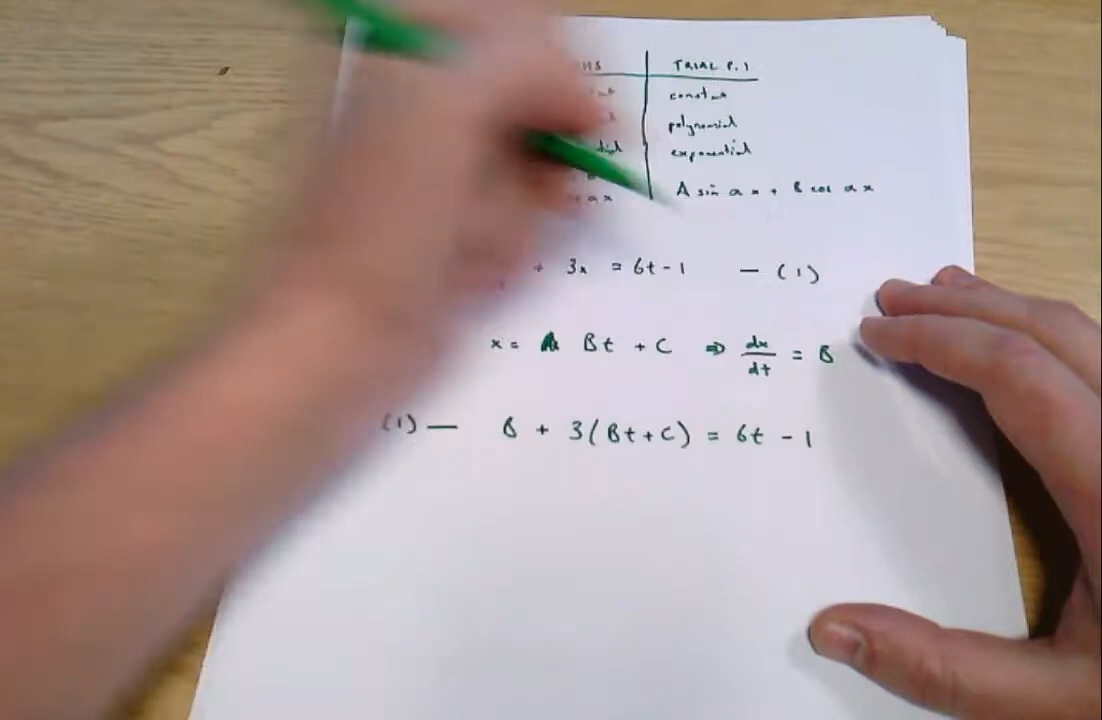 TRIAL P.I
constant
polynomial
exponential
A sin ax + B cos ax
ax
+ 3x = 6t - 1 — (1)
x = Bt + C ⇒ dx/dt = B
(1) — B + 3(Bt + C) = 6t - 1